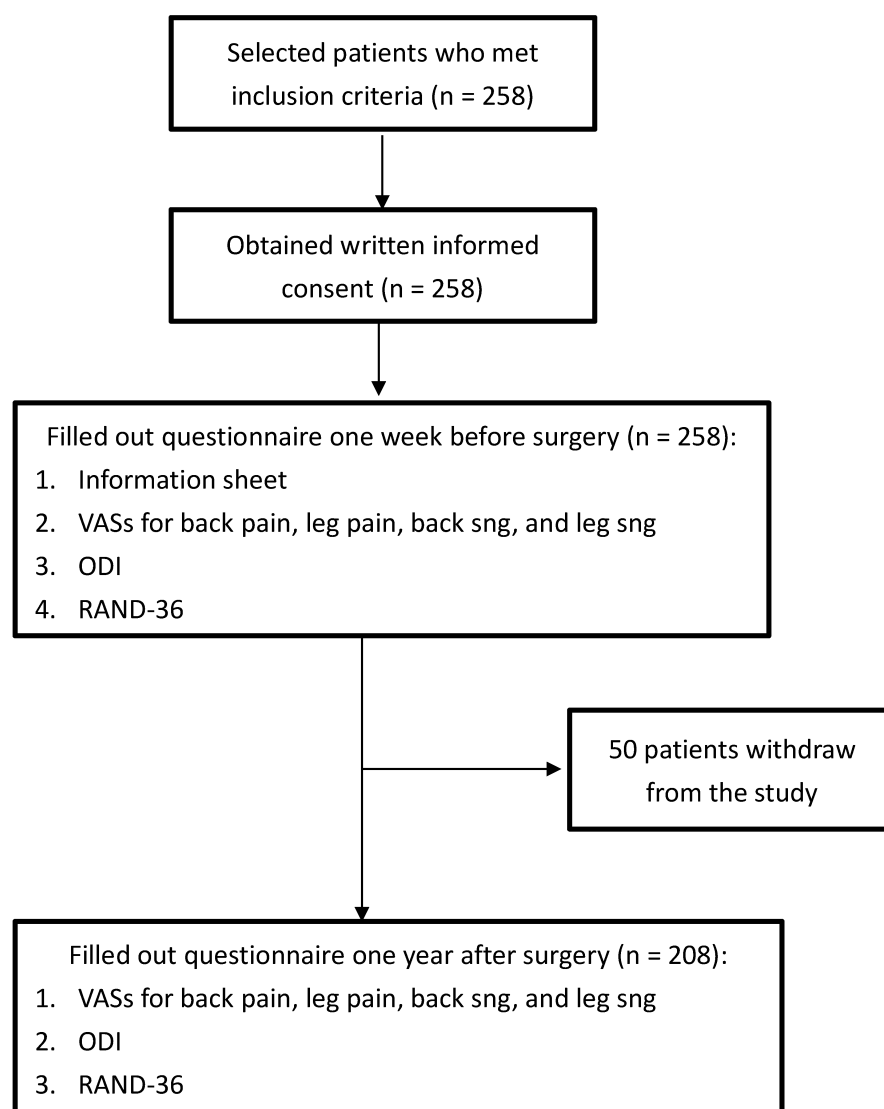 Selected patients who met
inclusion criteria (n = 258)
Obtained written informed
consent (n = 258)
Filled out questionnaire one week before surgery (n = 258):
1. Information sheet
2. VASs for back pain, leg pain, back sng, and leg sng
3. ODI
4. RAND-36
50 patients withdraw
from the study
Filled out questionnaire one year after surgery (n = 208):
1. VASs for back pain, leg pain, back sng, and leg sng
2. ODI
3. RAND-36